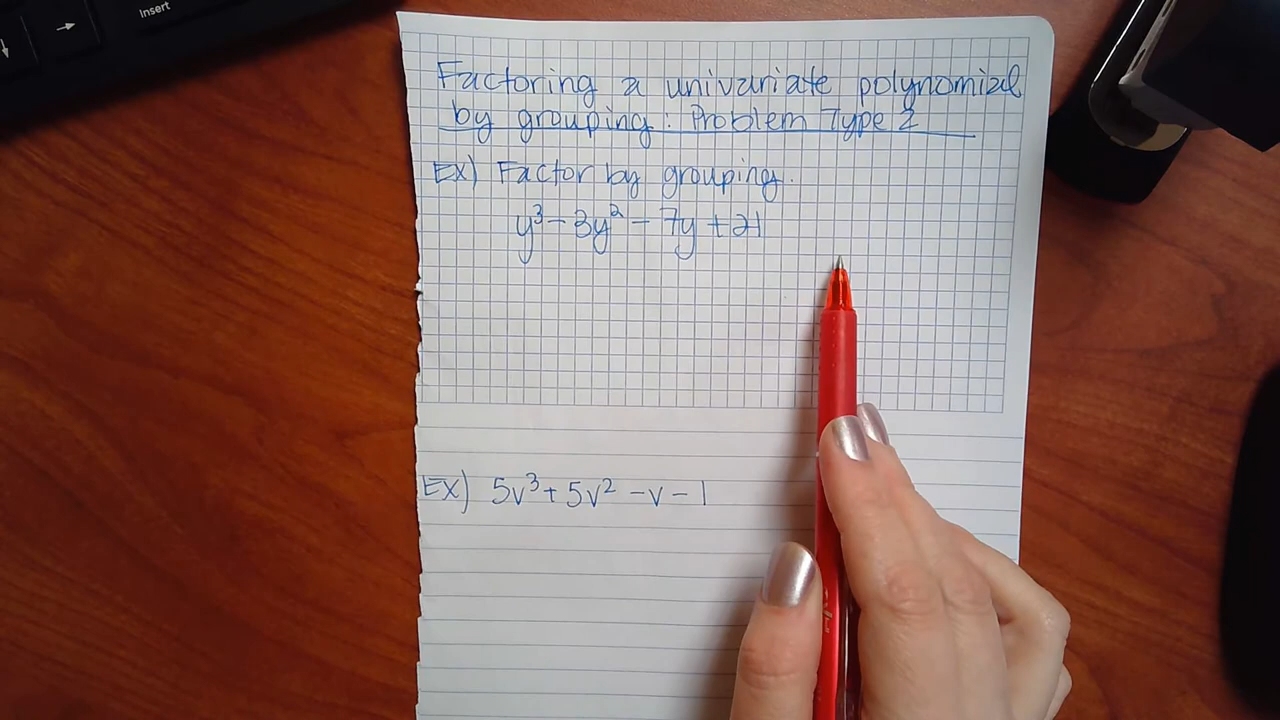 Insert
↓ →
Factoring a univariate polynomial
by grouping: Problem Type 2
EX) Factor by grouping.
y³ - 3y² - 7y + 21
EX) 5v³ + 5v² - v - 1